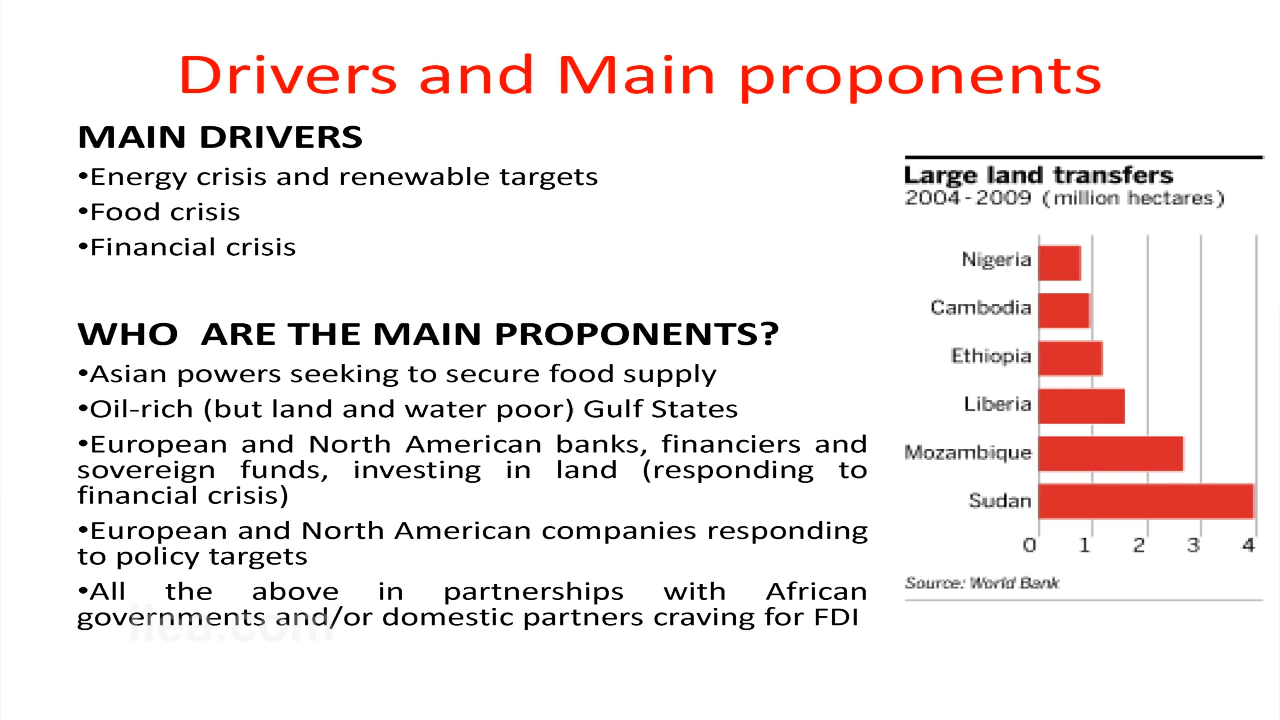 Drivers and Main proponents
MAIN DRIVERS
•Energy crisis and renewable targets
•Food crisis
•Financial crisis
WHO  ARE THE MAIN PROPONENTS?
•Asian powers seeking to secure food supply
•Oil-rich (but land and water poor) Gulf States
•European and North American banks, financiers and
sovereign funds, investing in land (responding to
financial crisis)
•European and North American companies responding
to policy targets
•All the above in partnerships with African
governments and/or domestic partners craving for FDI
Large land transfers
2004-2009 (million hectares)
Nigeria
Cambodia
Ethiopia
Liberia
Mozambique
Sudan
0 1 2 3 4
Source: World Bank